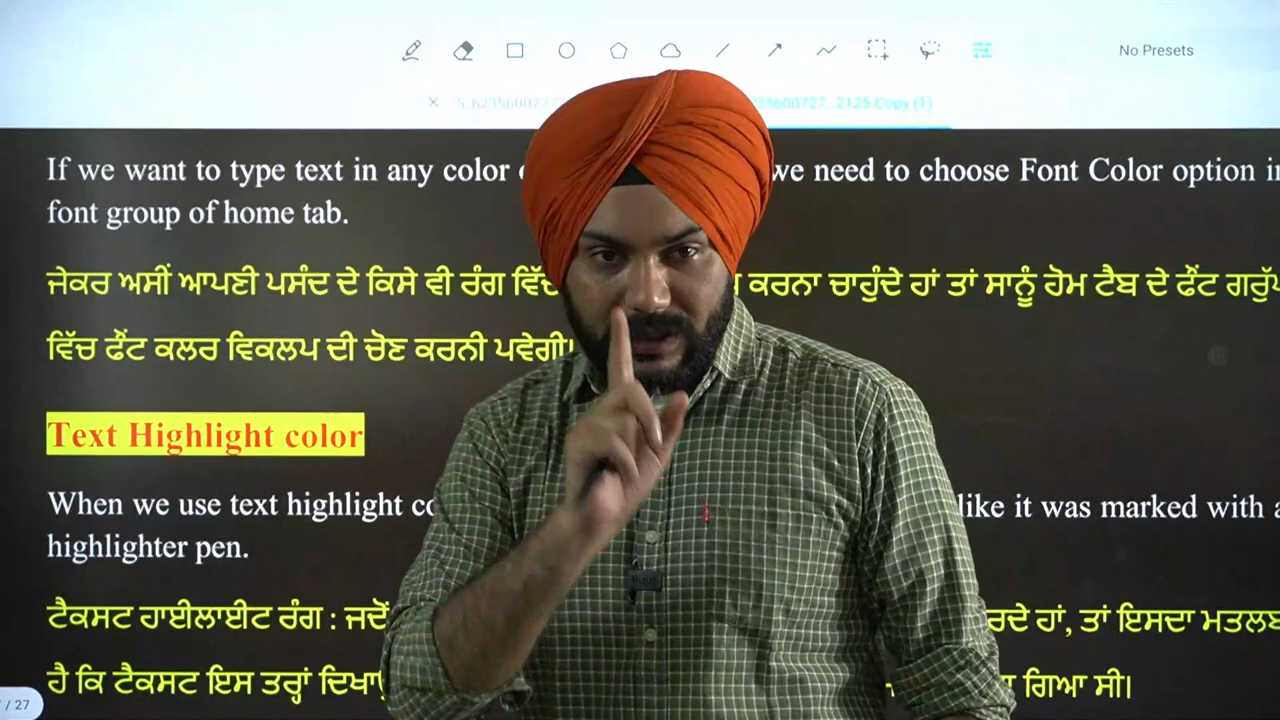 No Presets
If we want to type text in any color we need to choose Font Color option in
font group of home tab.
ਜੇਕਰ ਅਸੀਂ ਆਪਣੀ ਪਸੰਦ ਦੇ ਕਿਸੇ ਵੀ ਰੰਗ ਵਿੱਚ ਕਰਨਾ ਚਾਹੁੰਦੇ ਹਾਂ ਤਾਂ ਸਾਨੂੰ ਹੋਮ ਟੈਬ ਦੇ ਫੌਂਟ ਗਰੁੱਪ
ਵਿੱਚ ਫੌਂਟ ਕਲਰ ਵਿਕਲਪ ਦੀ ਚੋਣ ਕਰਨੀ ਪਵੇਗੀ।
Text Highlight color
When we use text highlight like it was marked with a
highlighter pen.
ਟੈਕਸਟ ਹਾਈਲਾਈਟ ਰੰਗ : ਜਦੋਂ ਹਾਂ, ਤਾਂ ਇਸਦਾ ਮਤਲਬ
ਹੈ ਕਿ ਟੈਕਸਟ ਇਸ ਤਰ੍ਹਾਂ ਗਿਆ ਸੀ।
/ 27